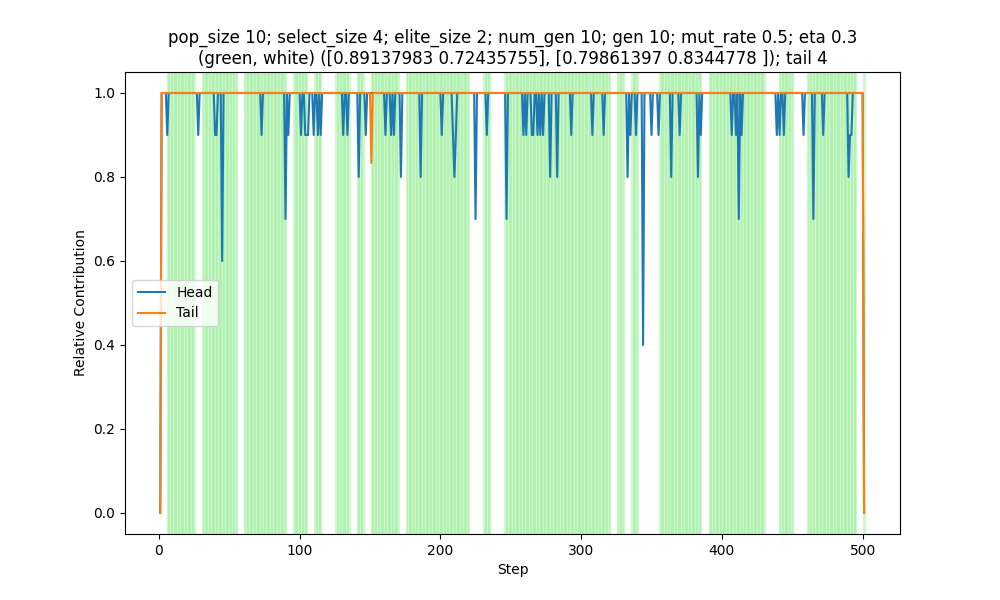 pop_size 10; select_size 4; elite_size 2; num_gen 10; gen 10; mut_rate 0.5; eta 0.3
(green, white) ([0.89137983 0.72435755], [0.79861397 0.8344778 ]); tail 4
1.0
0.8
0.6
0.4
0.2
0.0
Relative Contribution
Head
Tail
0 100 200 300 400 500
Step